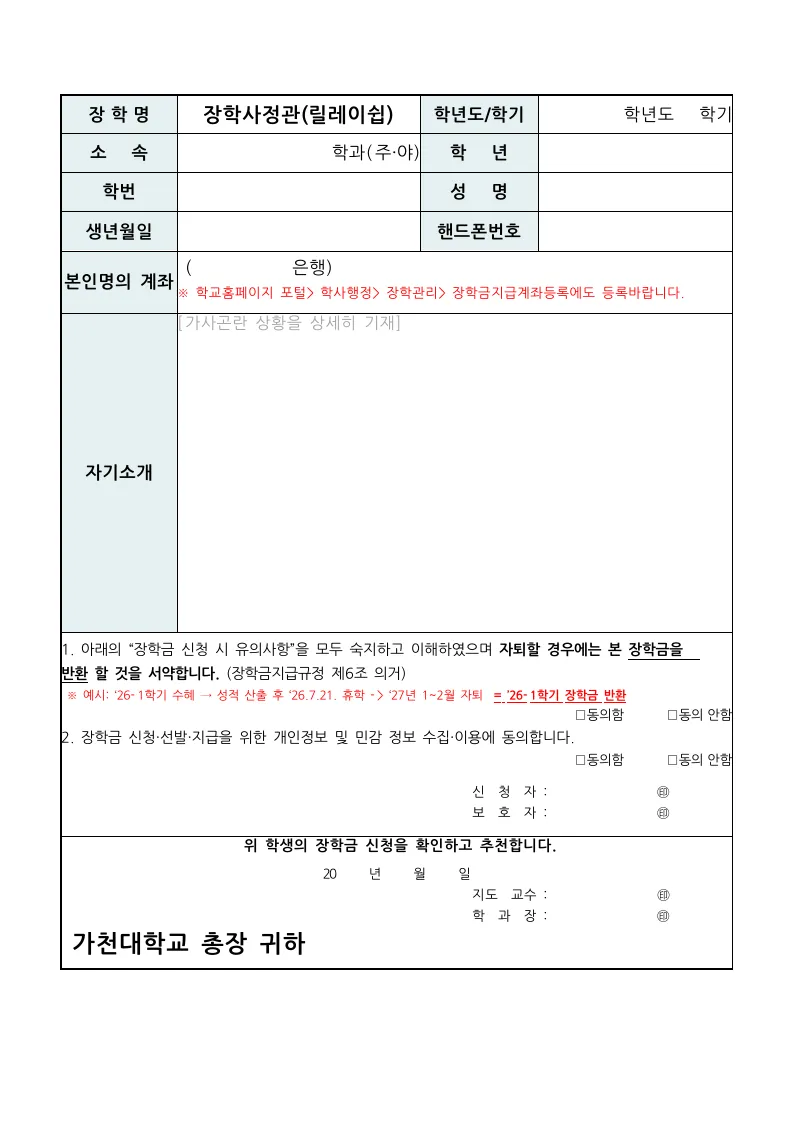 장 학 명 장학사정관(릴레이쉽) 학년도/학기 학년도 학기
소 속 학과(주·야) 학 년
학번 성 명
생년월일 핸드폰번호
본인명의 계좌 ( 은행)
※ 학교홈페이지 포털> 학사행정> 장학관리> 장학금지급계좌등록에도 등록바랍니다.
[가사곤란 상황을 상세히 기재]
자기소개
1. 아래의 “장학금 신청 시 유의사항”을 모두 숙지하고 이해하였으며 자퇴할 경우에는 본 장학금을
반환 할 것을 서약합니다. (장학금지급규정 제6조 의거)
※ 예시: ‘26-1학기 수혜 → 성적 산출 후 ‘26.7.21. 휴학 -> ‘27년 1~2월 자퇴 = ’26-1학기 장학금 반환
□동의함 □동의 안함
2. 장학금 신청·선발·지급을 위한 개인정보 및 민감 정보 수집·이용에 동의합니다.
□동의함 □동의 안함
신 청 자 : ㊞
보 호 자 : ㊞
위 학생의 장학금 신청을 확인하고 추천합니다.
20 년 월 일
지도 교수 : ㊞
학 과 장 : ㊞
가천대학교 총장 귀하